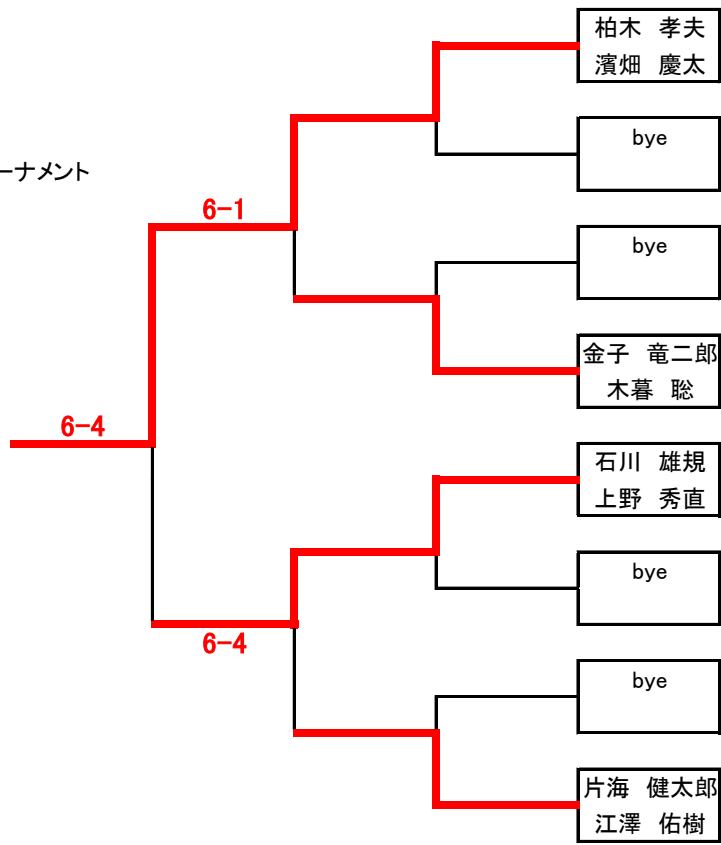 柏木 孝夫
濱畑 慶太
bye
ーナメント
6-1
bye
金子 竜二郎
木暮 聡
6-4
石川 雄規
上野 秀直
bye
6-4
bye
片海 健太郎
江澤 佑樹